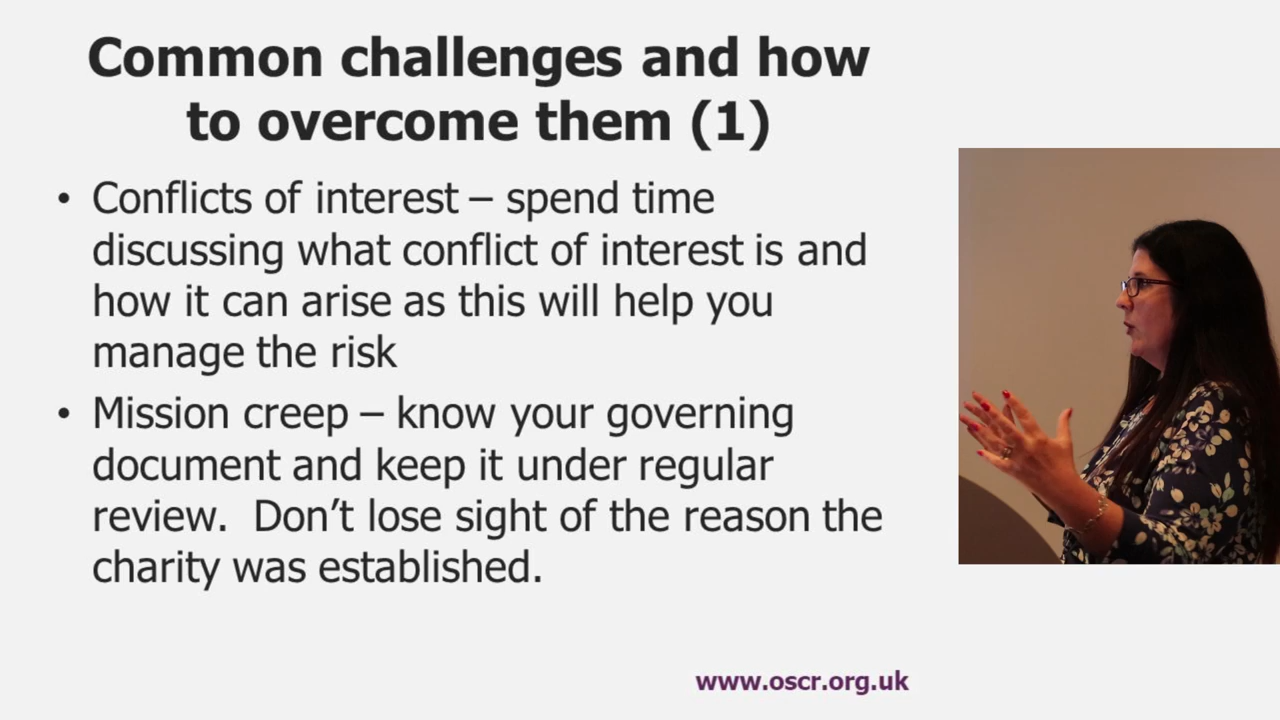 Common challenges and how
to overcome them (1)
• Conflicts of interest – spend time
discussing what conflict of interest is and
how it can arise as this will help you
manage the risk
• Mission creep – know your governing
document and keep it under regular
review.  Don’t lose sight of the reason the
charity was established.
www.oscr.org.uk